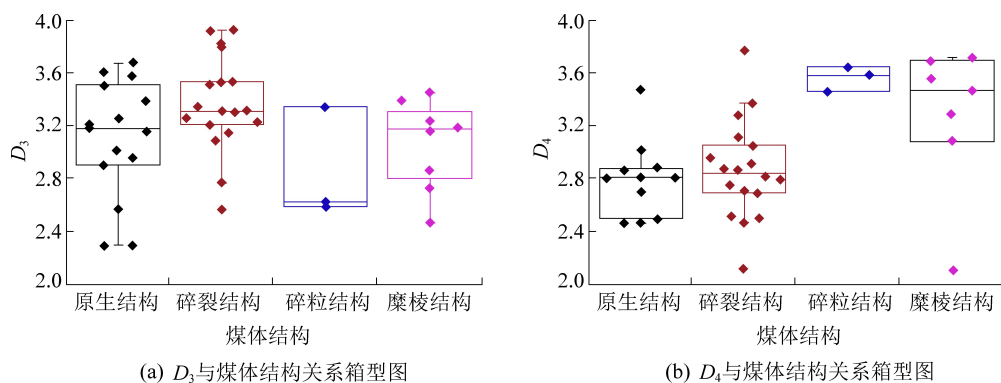 4.0
3.6
3.2
2.8
2.4
2.0
D₃
原生结构 碎裂结构 碎粒结构 糜棱结构
煤体结构
(a) D₃与煤体结构关系箱型图
4.0
3.6
3.2
2.8
2.4
2.0
D₄
原生结构 碎裂结构 碎粒结构 糜棱结构
煤体结构
(b) D₄与煤体结构关系箱型图